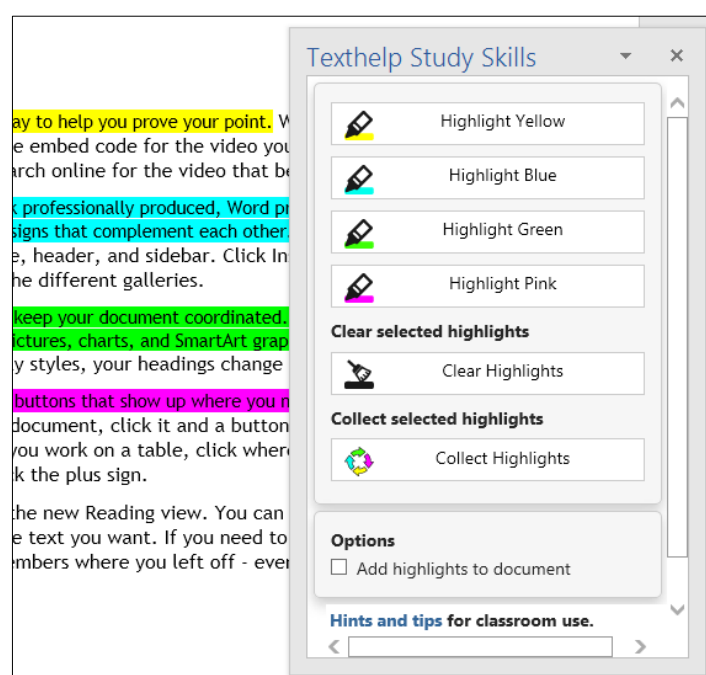 ay to help you prove your point. W
e embed code for the video you
arch online for the video that be
k professionally produced, Word pr
signs that complement each other.
e, header, and sidebar. Click In
he different galleries.
keep your document coordinated.
ictures, charts, and SmartArt grap
y styles, your headings change
buttons that show up where you n
document, click it and a button
you work on a table, click where
ck the plus sign.
the new Reading view. You can
e text you want. If you need to
embers where you left off - ever
Texthelp Study Skills
Highlight Yellow
Highlight Blue
Highlight Green
Highlight Pink
Clear selected highlights
Clear Highlights
Collect selected highlights
Collect Highlights
Options
Add highlights to document
Hints and tips for classroom use.